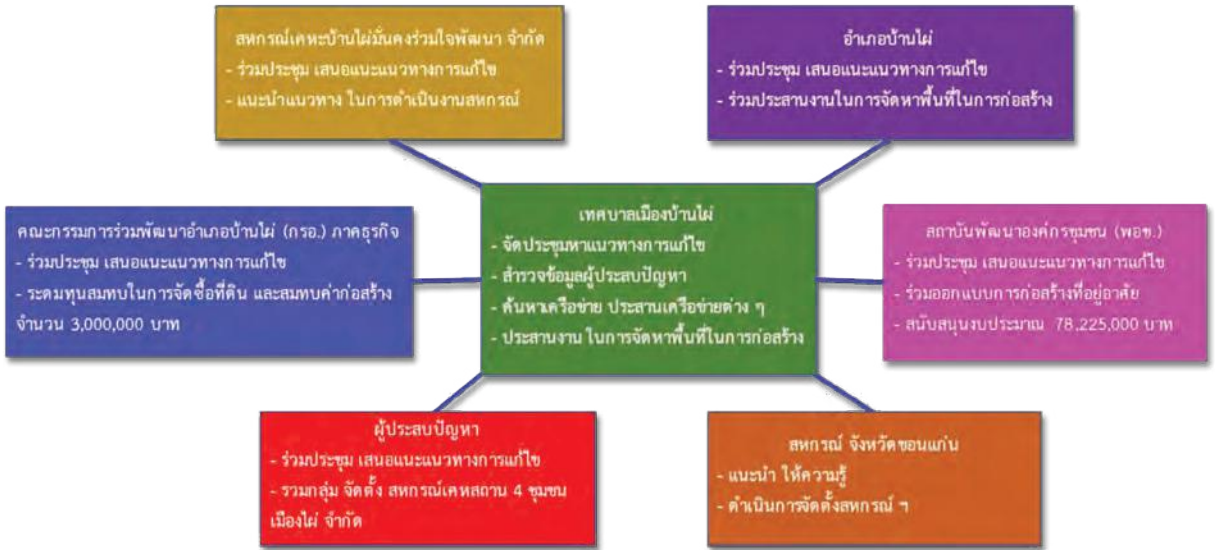 สหกรณ์เคหะบ้านไผ่มั่นคงร่วมใจพัฒนา จำกัด
- ร่วมประชุม เสนอแนะแนวทางการแก้ไข
- แนะนำแนวทาง ในการดำเนินงานสหกรณ์
อำเภอบ้านไผ่
- ร่วมประชุม เสนอแนะแนวทางการแก้ไข
- ร่วมประสานงานในการจัดหาพื้นที่ในการก่อสร้าง
คณะกรรมการร่วมพัฒนาอำเภอบ้านไผ่ (กรอ.) ภาคธุรกิจ
- ร่วมประชุม เสนอแนะแนวทางการแก้ไข
- ระดมทุนสมทบในการจัดซื้อที่ดิน และสมทบค่าก่อสร้าง
จำนวน 3,000,000 บาท
เทศบาลเมืองบ้านไผ่
- จัดประชุมหาแนวทางการแก้ไข
- สำรวจข้อมูลผู้ประสบปัญหา
- ค้นหาเครือข่าย ประสานเครือข่ายต่าง ๆ
- ประสานงาน ในการจัดหาพื้นที่ในการก่อสร้าง
สถาบันพัฒนาองค์กรชุมชน (พอช.)
- ร่วมประชุม เสนอแนะแนวทางการแก้ไข
- ร่วมออกแบบการก่อสร้างที่อยู่อาศัย
- สนับสนุนงบประมาณ 78,225,000 บาท
ผู้ประสบปัญหา
- ร่วมประชุม เสนอแนะแนวทางการแก้ไข
- รวมกลุ่ม จัดตั้ง สหกรณ์เคหสถาน 4 ชุมชน
เมืองไผ่ จำกัด
สหกรณ์ จังหวัดขอนแก่น
- แนะนำ ให้ความรู้
- ดำเนินการจัดตั้งสหกรณ์ ฯ